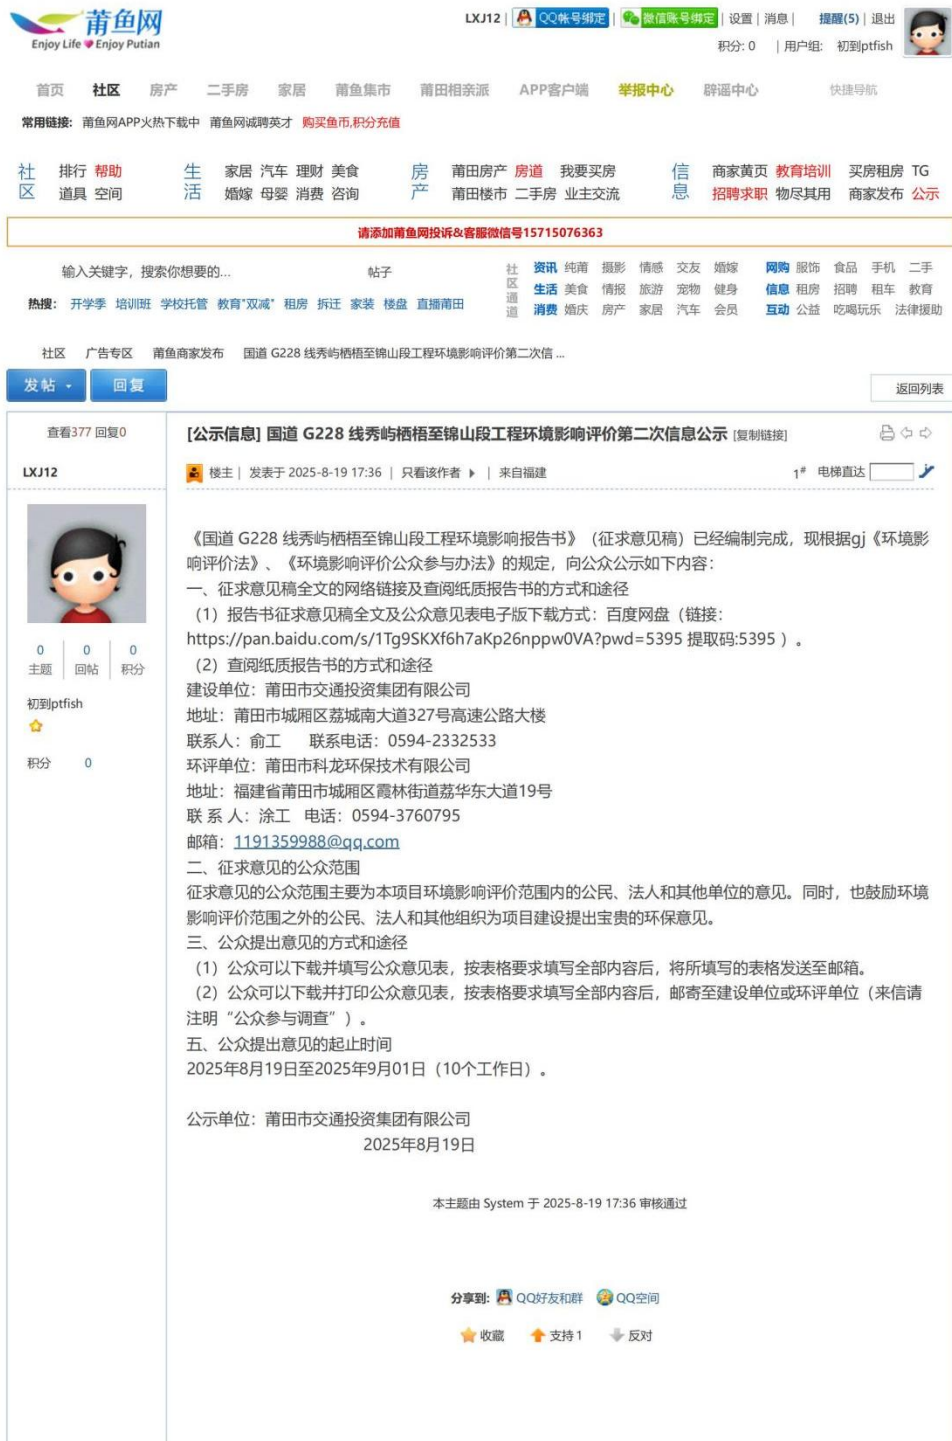 莆鱼网
Enjoy Life Enjoy Putian
LXJ12 | QQ帐号绑定 | 微信账号绑定 | 设置 | 消息 | 提醒(5) | 退出
积分: 0 | 用户组: 初到ptfish
首页 社区 房产 二手房 家居 莆鱼集市 莆田相亲派 APP客户端 举报中心 辟谣中心 快捷导航
常用链接: 莆鱼网APP火热下载中 莆鱼网诚聘英才 购买鱼币,积分充值
社区 排行 帮助 生活 家居 汽车 理财 美食 房产 莆田房产 房道 我要买房 信息 商家黄页 教育培训 买房租房 TG
道具 空间 婚嫁 母婴 消费 咨询 莆田楼市 二手房 业主交流 招聘求职 物尽其用 商家发布 公示
请添加莆鱼网投诉&客服微信号15715076363
输入关键字，搜索你想要的... 帖子
热搜: 开学季 培训班 学校托管 教育"双减" 租房 拆迁 家装 楼盘 直播莆田
社区通道
资讯 纯莆 摄影 情感 交友 婚嫁 网购 服饰 食品 手机 二手
生活 美食 情报 旅游 宠物 健身 信息 租房 招聘 租车 教育
消费 婚庆 房产 家居 汽车 会员 互动 公益 吃喝玩乐 法律援助
社区 广告专区 莆鱼商家发布 国道 G228 线秀屿栖梧至锦山段工程环境影响评价第二次信 ...
发帖 回复 返回列表
查看377 回复0
[公示信息] 国道 G228 线秀屿栖梧至锦山段工程环境影响评价第二次信息公示 [复制链接]
LXJ12
楼主 | 发表于 2025-8-19 17:36 | 只看该作者 | 来自福建
1# 电梯直达
0 0 0
主题 回帖 积分
初到ptfish
积分 0
《国道 G228 线秀屿栖梧至锦山段工程环境影响报告书》（征求意见稿）已经编制完成，现根据gj《环境影
响评价法》、《环境影响评价公众参与办法》的规定，向公众公示如下内容：
一、征求意见稿全文的网络链接及查阅纸质报告书的方式和途径
（1）报告书征求意见稿全文及公众意见表电子版下载方式：百度网盘（链接：
https://pan.baidu.com/s/1Tg9SKXf6h7aKp26nppw0VA?pwd=5395 提取码:5395 ）。
（2）查阅纸质报告书的方式和途径
建设单位：莆田市交通投资集团有限公司
地址：莆田市城厢区荔城南大道327号高速公路大楼
联系人：俞工 联系电话：0594-2332533
环评单位：莆田市科龙环保技术有限公司
地址：福建省莆田市城厢区霞林街道荔华东大道19号
联 系 人：涂工 电话：0594-3760795
邮箱：1191359988@qq.com
二、征求意见的公众范围
征求意见的公众范围主要为本项目环境影响评价范围内的公民、法人和其他单位的意见。同时，也鼓励环境
影响评价范围之外的公民、法人和其他组织为项目建设提出宝贵的环保意见。
三、公众提出意见的方式和途径
（1）公众可以下载并填写公众意见表，按表格要求填写全部内容后，将所填写的表格发送至邮箱。
（2）公众可以下载并打印公众意见表，按表格要求填写全部内容后，邮寄至建设单位或环评单位（来信请
注明“公众参与调查”）。
五、公众提出意见的起止时间
2025年8月19日至2025年9月01日（10个工作日）。
公示单位：莆田市交通投资集团有限公司
2025年8月19日
本主题由 System 于 2025-8-19 17:36 审核通过
分享到: QQ好友和群 QQ空间
收藏 支持 1 反对